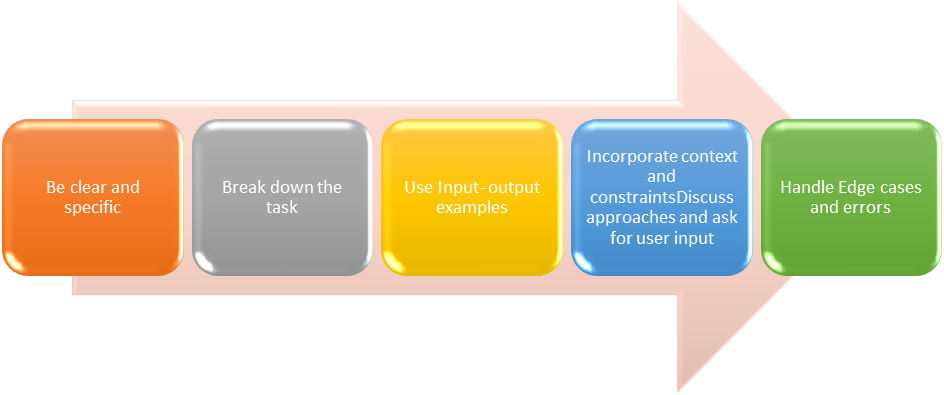 Be clear and
specific
Break down the
task
Use Input- output
examples
Incorporate context
and
constraintsDiscuss
approaches and ask
for user input
Handle Edge cases
and errors